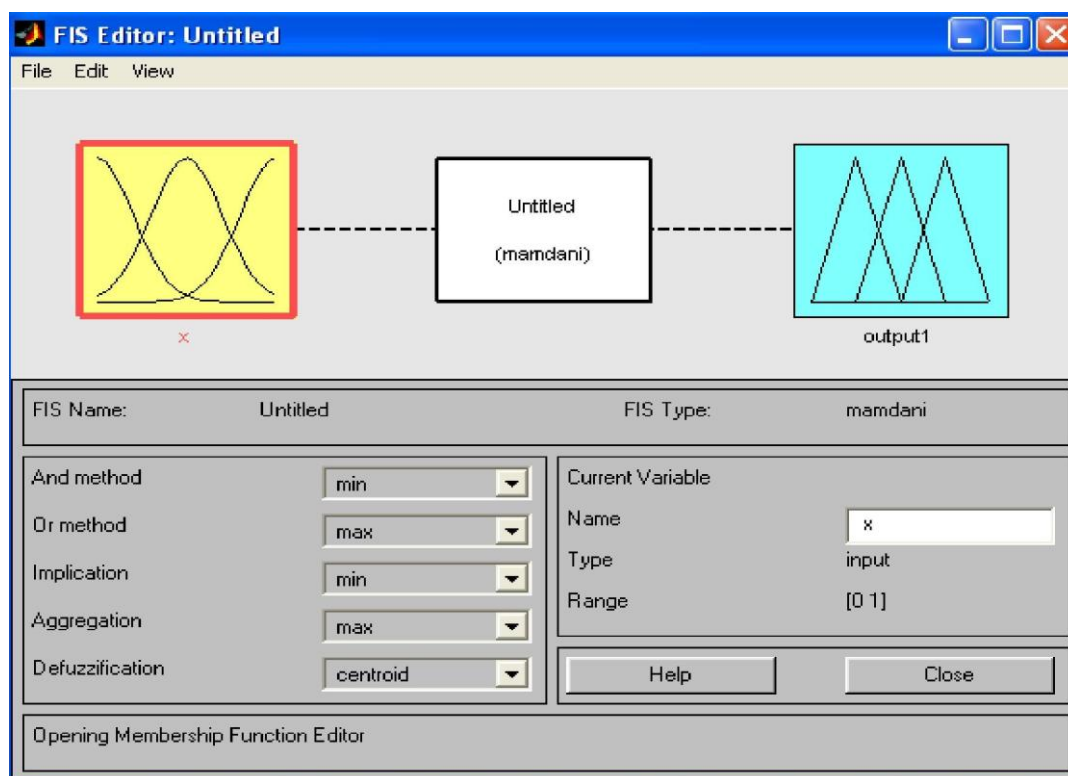 FIS Editor: Untitled
File Edit View
Untitled
(mamdani)
x
output1
FIS Name: Untitled FIS Type: mamdani
And method min
Or method max
Implication min
Aggregation max
Defuzzification centroid
Current Variable
Name x
Type input
Range [0 1]
Help Close
Opening Membership Function Editor